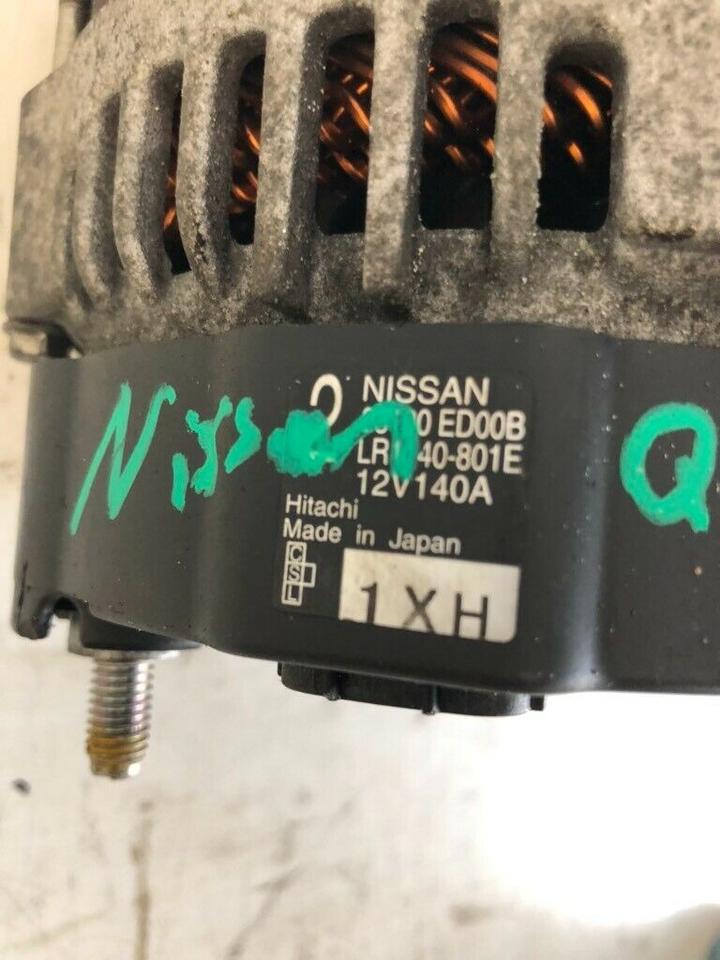 NISSAN
ED00B
40-801E
12V140A
Hitachi
Made in Japan
C
S
L
1XH
Nissan
Q